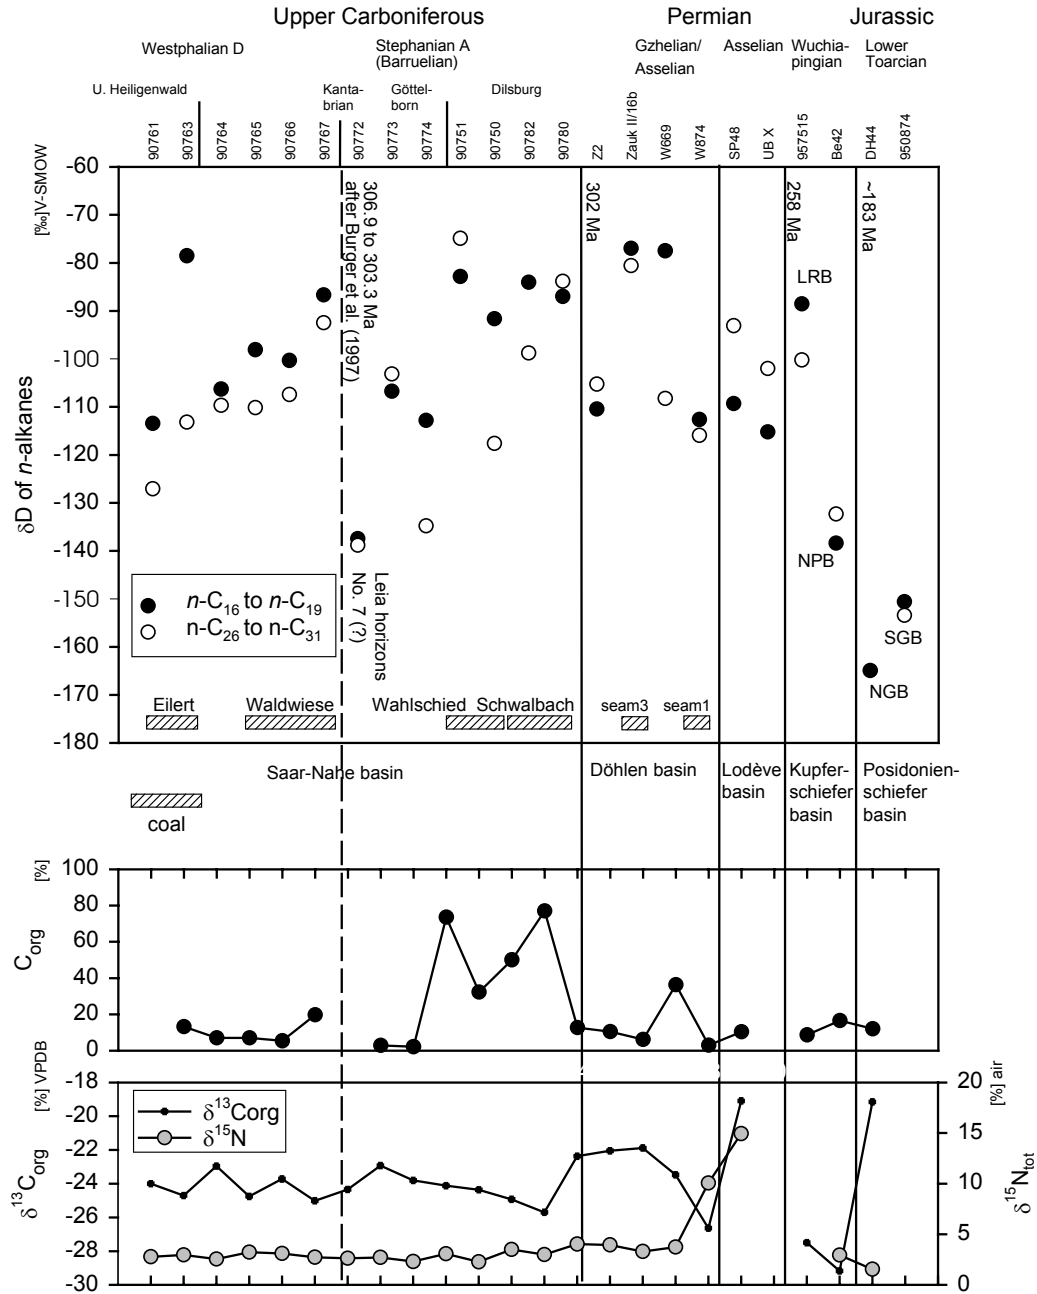 Upper Carboniferous Permian Jurassic
Westphalian D Stephanian A (Barruelian) Gzhelian/ Asselian Asselian Wuchia- pingian Lower Toarcian
U. Heiligenwald Kanta- brian Göttel- born Dilsburg
90761 90763 90764 90765 90766 90767 90772 90773 90774 90751 90750 90782 90780 Z2 Zauk II/16b W669 W874 SP48 UB X 957515 Be42 DH44 950874
[‰]V-SMOW
δD of n-alkanes
-60
-70
-80
-90
-100
-110
-120
-130
-140
-150
-160
-170
-180
306.9 to 303.3 Ma
after Burger et al. (1997)
302 Ma
258 Ma
~183 Ma
LRB
NPB
SGB
NGB
Leia horizons
No. 7 (?)
n-C16 to n-C19
n-C26 to n-C31
Eilert Waldwiese Wahlschied Schwalbach seam3 seam1
Saar-Nahe basin
Döhlen basin
Lodève
basin
Kupfer-
schiefer
basin
Posidonien-
schiefer
basin
coal
[%]
Corg
100
80
60
40
20
0
[%] VPDB
δ13Corg
-18
-20
-22
-24
-26
-28
-30
δ13Corg
δ15N
[%] air
20
15
10
5
0
δ15Ntot